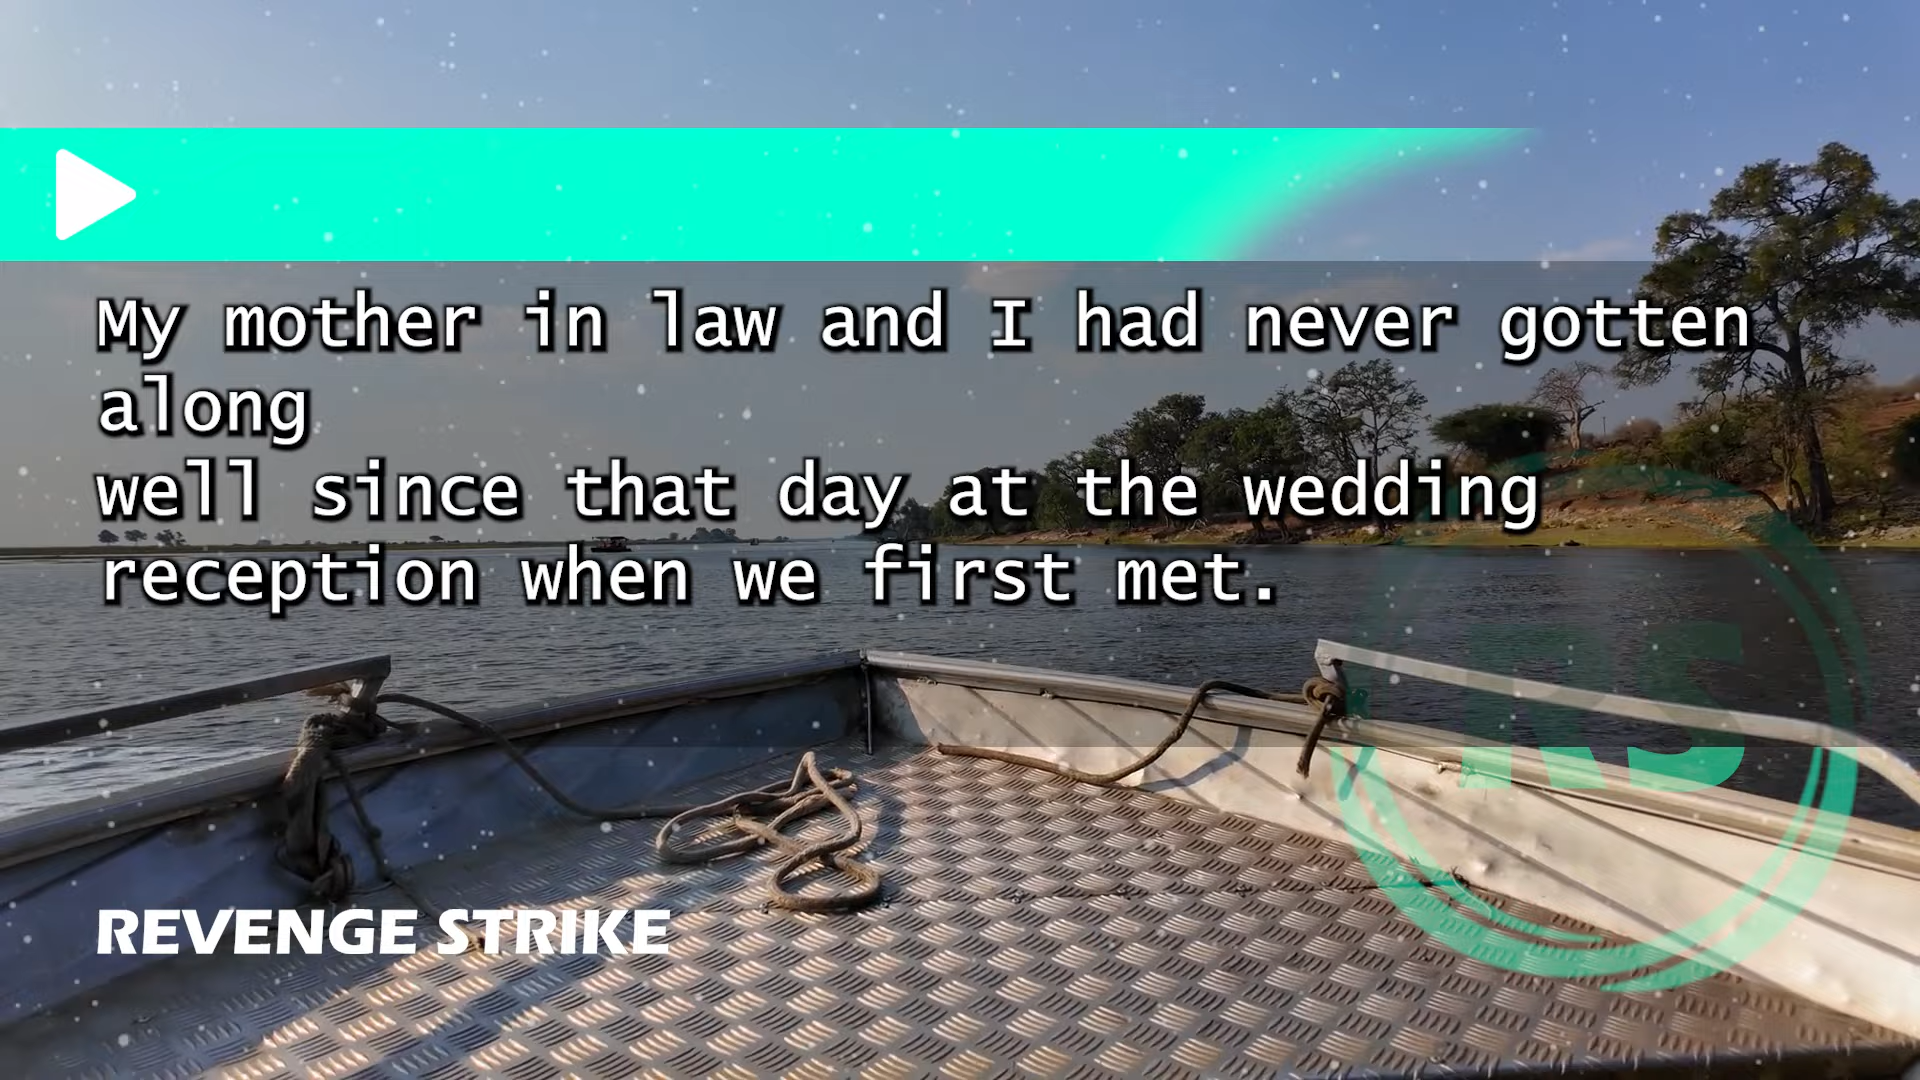 My mother in law and I had never gotten
along
well since that day at the wedding
reception when we first met.
RS
REVENGE STRIKE